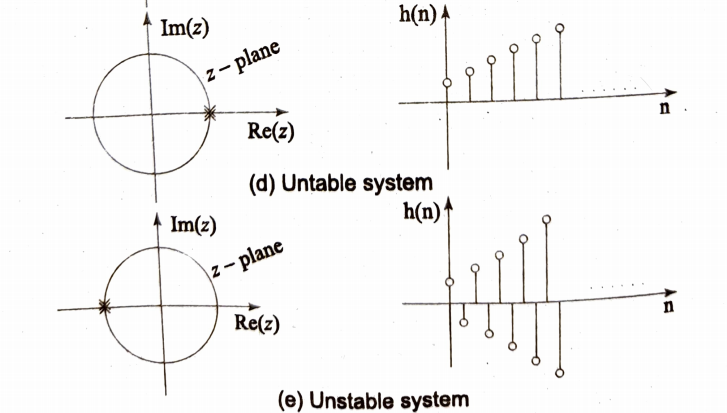 Im(z)
z – plane
Re(z)
h(n)
n
(d) Untable system
Im(z)
z – plane
Re(z)
h(n)
n
(e) Unstable system